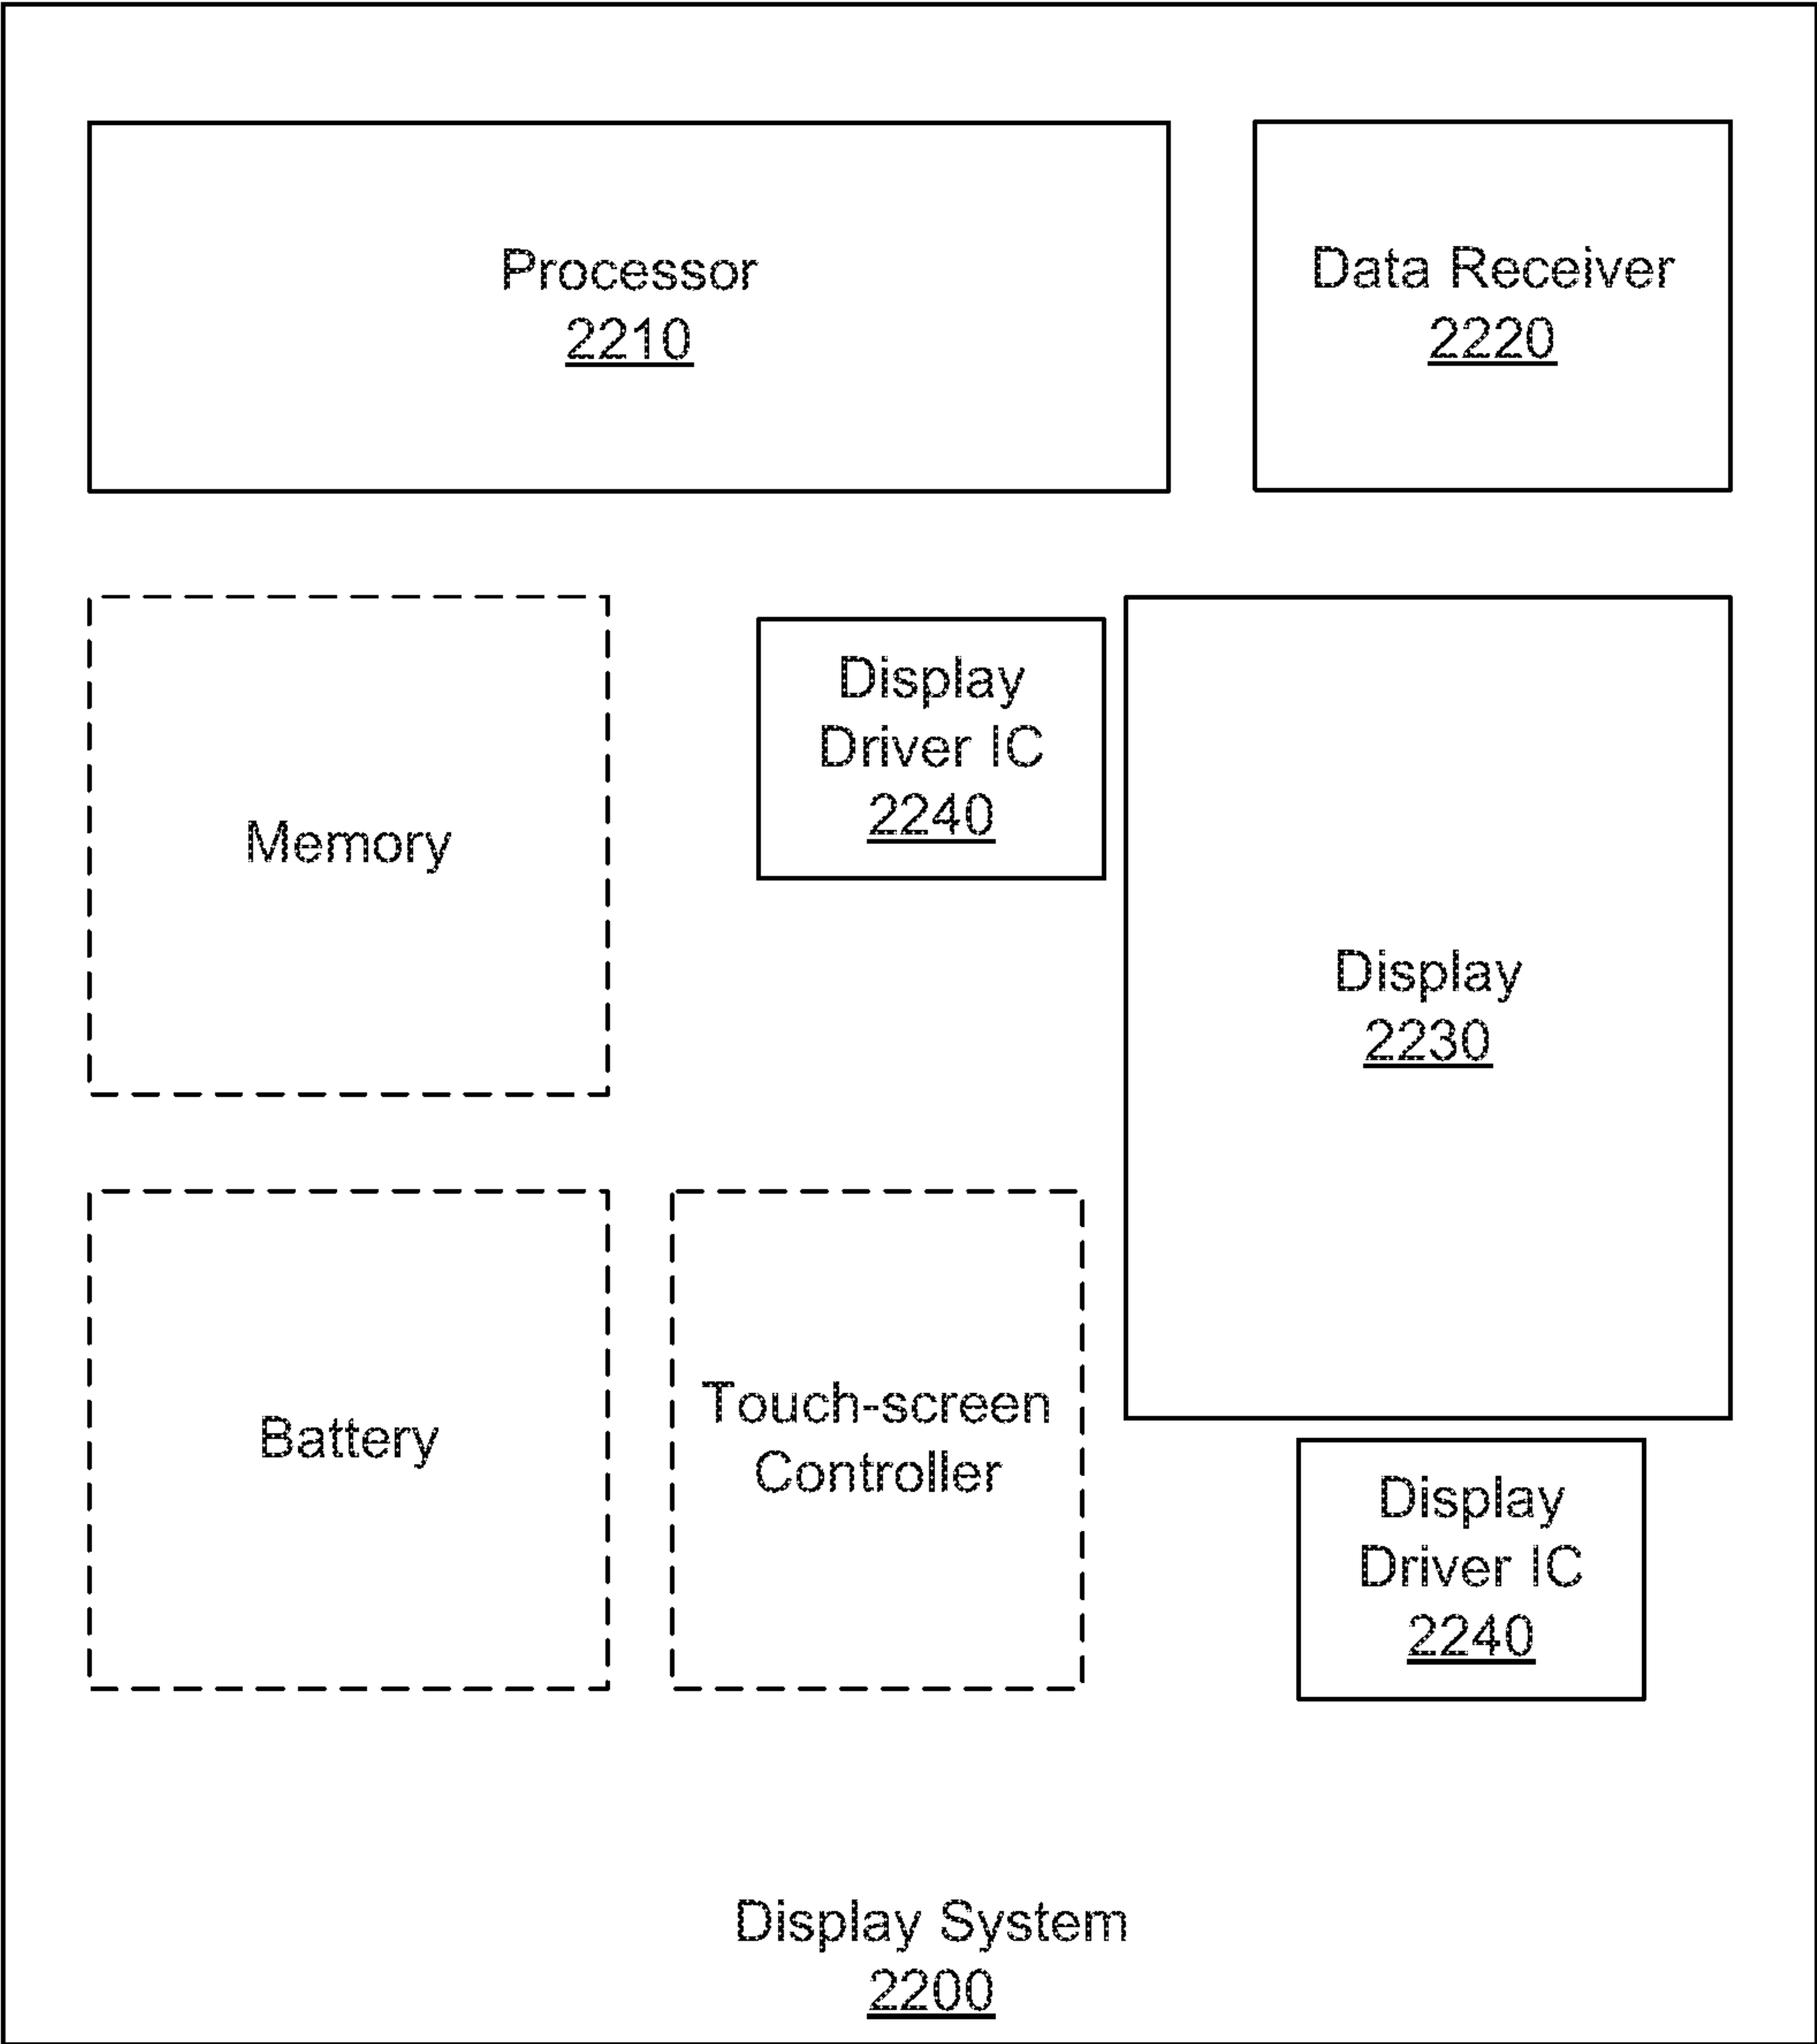 Processor
2210
Data Receiver
2220
Memory
Display
Driver IC
2240
Display
2230
Battery
Touch-screen
Controller
Display
Driver IC
2240
Display System
2200